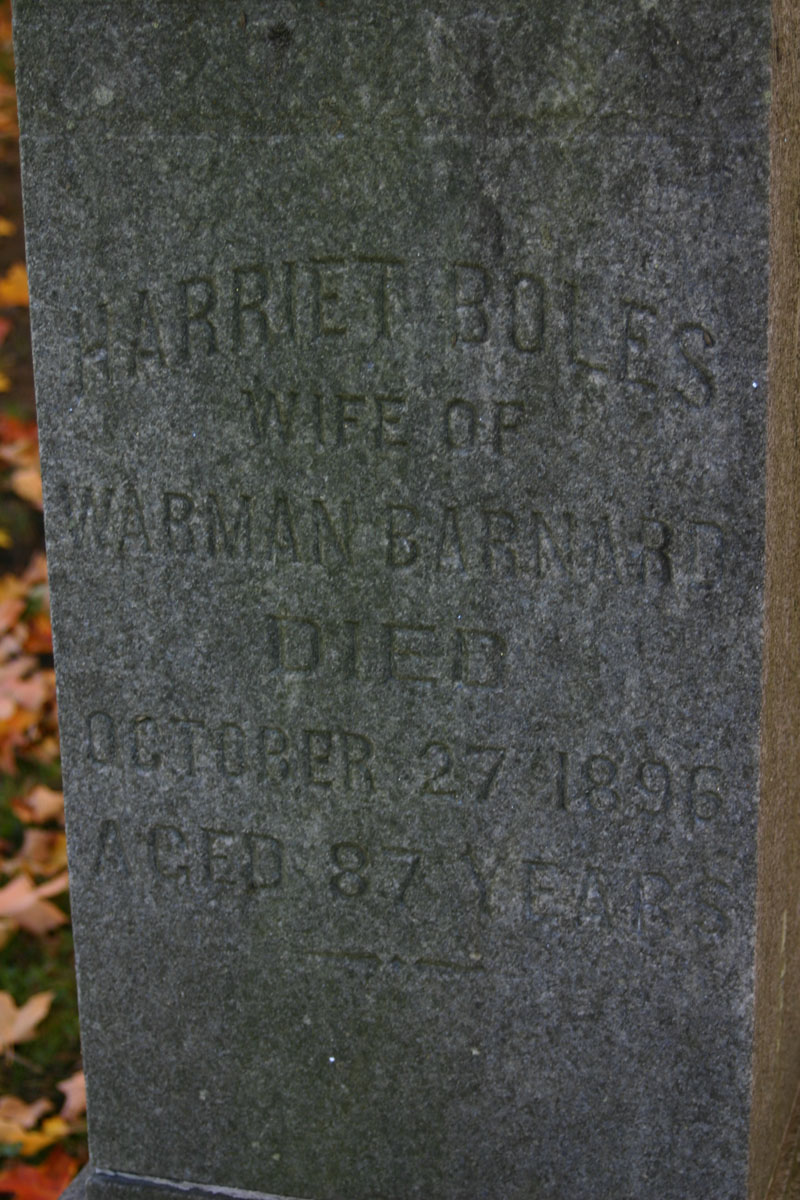 HARRIET BOLES
WIFE OF
WARMAN BARNARD
DIED
OCTOBER 27 1896
AGED 87 YEARS